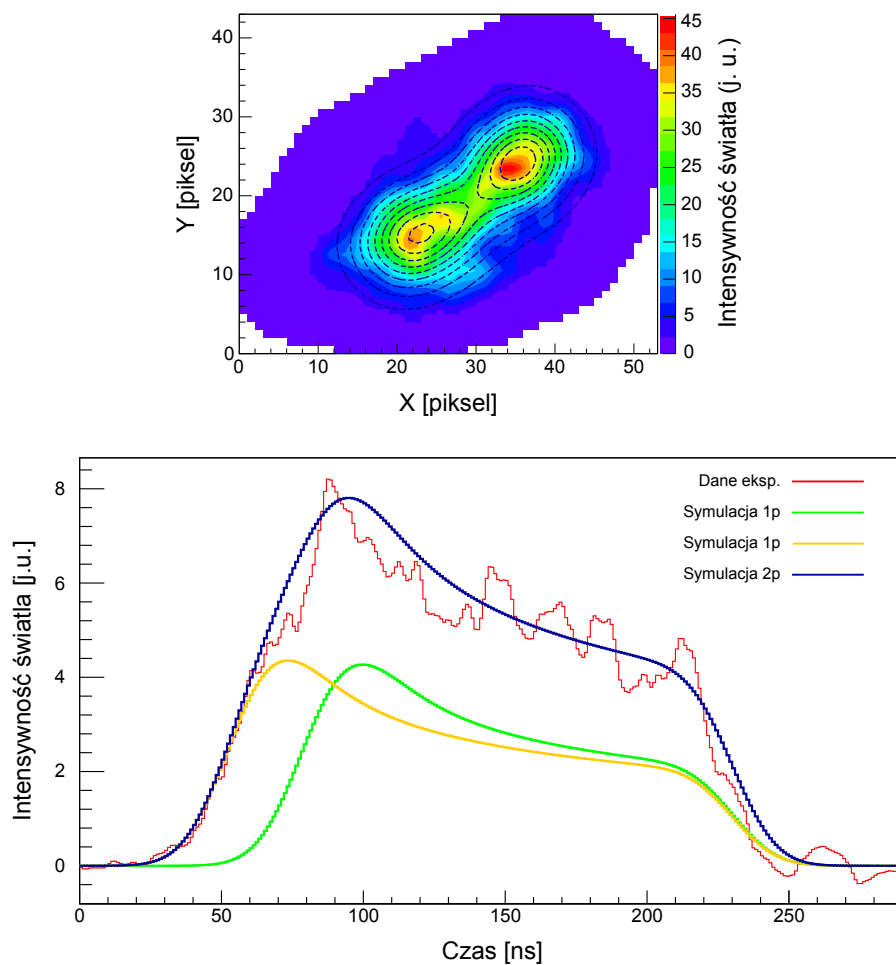 Y [piksel]
40
30
20
10
0
0 10 20 30 40 50
X [piksel]
45
40
35
30
25
20
15
10
5
0
Intensywność światła (j. u.)
Intensywność światła [j.u.]
8
6
4
2
0
Dane eksp.
Symulacja 1p
Symulacja 1p
Symulacja 2p
0 50 100 150 200 250
Czas [ns]